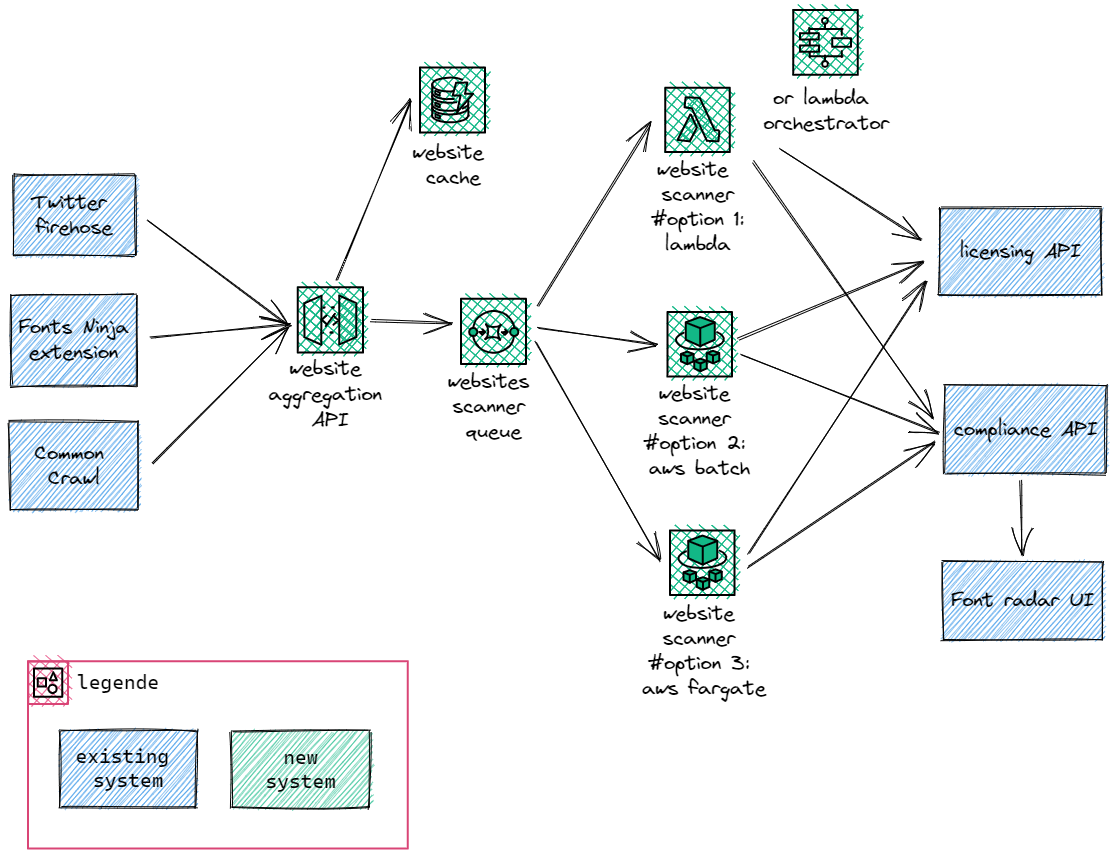 Twitter
firehose
Fonts Ninja
extension
Common
Crawl
website
aggregation
API
website
cache
websites
scanner
queue
website
scanner
#option 1:
lambda
or lambda
orchestrator
website
scanner
#option 2:
aws batch
website
scanner
#option 3:
aws fargate
licensing API
compliance API
Font radar UI
legende
existing
system
new
system